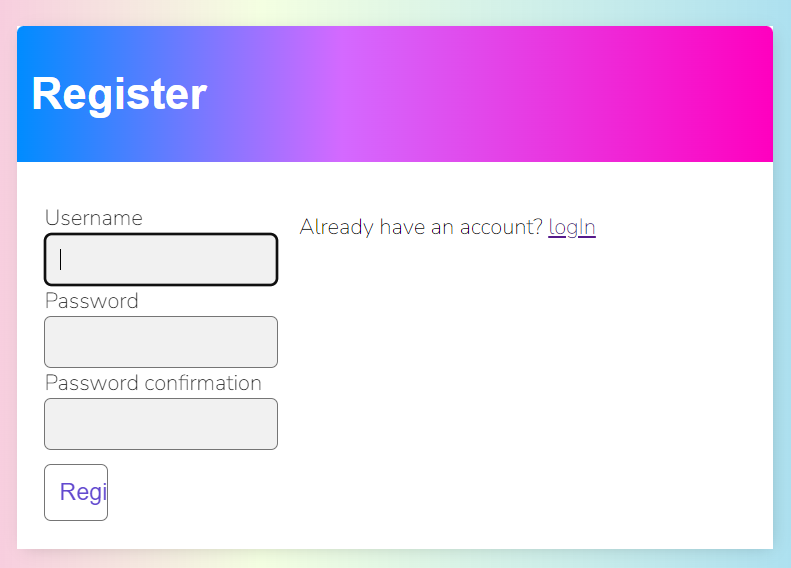 Register
Username
Already have an account? logIn
Password
Password confirmation
Regi